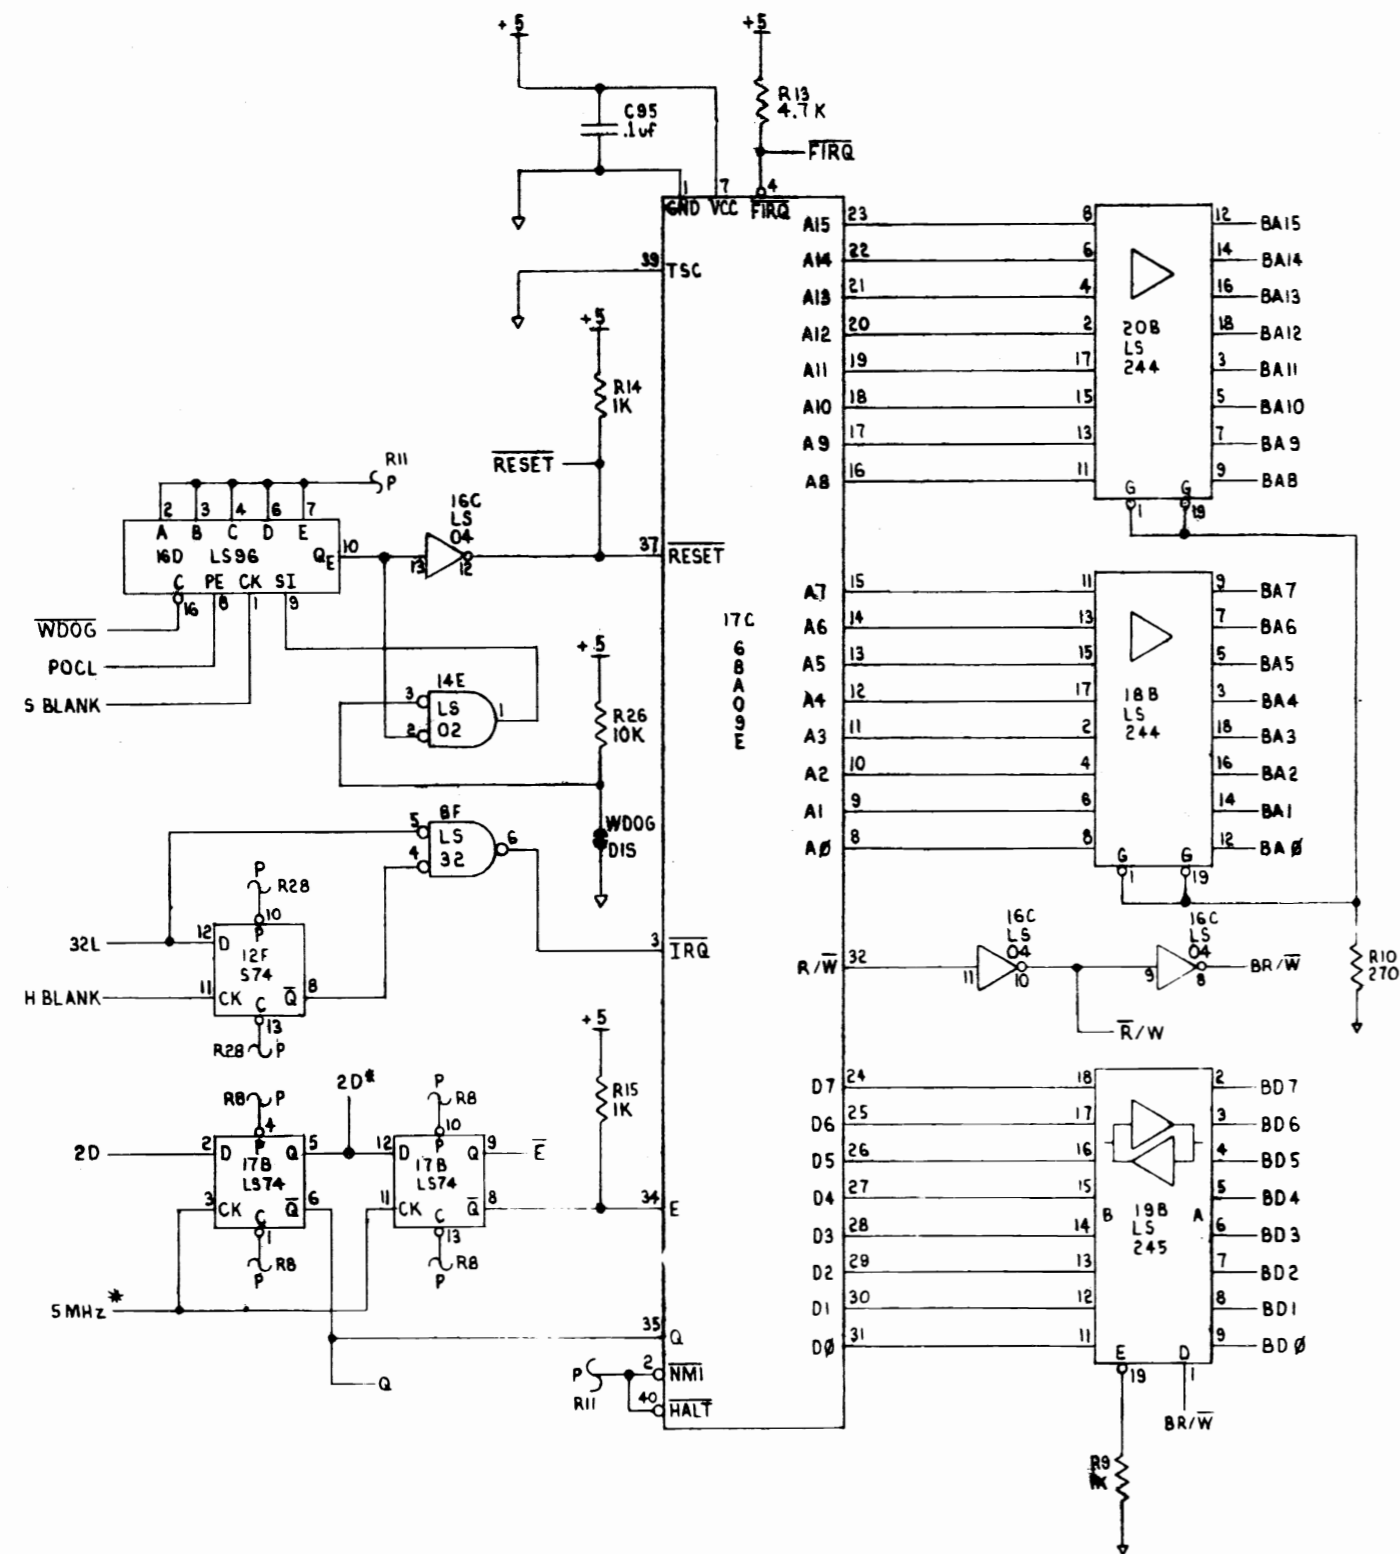 +5
+5
R13
4.7K
C95
.1uf
FIRQ
1
7
4
GND VCC FIRQ
A15 23 8 12 BA15
A14 22 6 14 BA14
39 TSC
A13 21 4 16 BA13
+5
A12 20 2 18 BA12
20B
LS
244
A11 19 17 3 BA11
R14
1K
A10 18 15 5 BA10
A9 17 13 7 BA9
RESET
A8 16 11 9 BA8
R11
P
G G
1 19
2 3 4 6 7
A B C D E
16D LS96 QE 10
C PE CK SI
16 8 1 9
16C
LS
04
13 12
37 RESET
WDOG
POCL
S BLANK
17C
68A09E
A7 15 11 9 BA7
A6 14 13 7 BA6
A5 13 15 5 BA5
A4 12 17 3 BA4
18B
LS
244
A3 11 2 18 BA3
A2 10 4 16 BA2
A1 9 6 14 BA1
AØ 8 8 12 BAØ
G G
1 19
+5
14E
3 LS 1
2 02
R26
10K
8F
5 LS 6
4 32
WDOG
DIS
P
R28
10
P
32L 12 D
12F
S74
H BLANK 11 CK C Q 8
13
R28 P
3 IRQ
R/W 32
16C
LS
04
11 10
16C
LS
04
9 8 BR/W
R/W
R10
270
+5
R15
1K
R8 P
4
P
2D 2 D Q 5
17B
LS74
3 CK C Q 6
1
R8
P
2D*
P
R8
10
P
12 D Q 9 E
17B
LS74
11 CK C Q 8
13
R8
P
34 E
5MHz*
35 Q
Q
P
R11
2 NMI
40 HALT
D7 24 18 2 BD7
D6 25 17 3 BD6
D5 26 16 4 BD5
D4 27 15 5 BD4
B 19B A
LS
245
D3 28 14 6 BD3
D2 29 13 7 BD2
D1 30 12 8 BD1
DØ 31 11 9 BDØ
E D
19 1
BR/W
R9